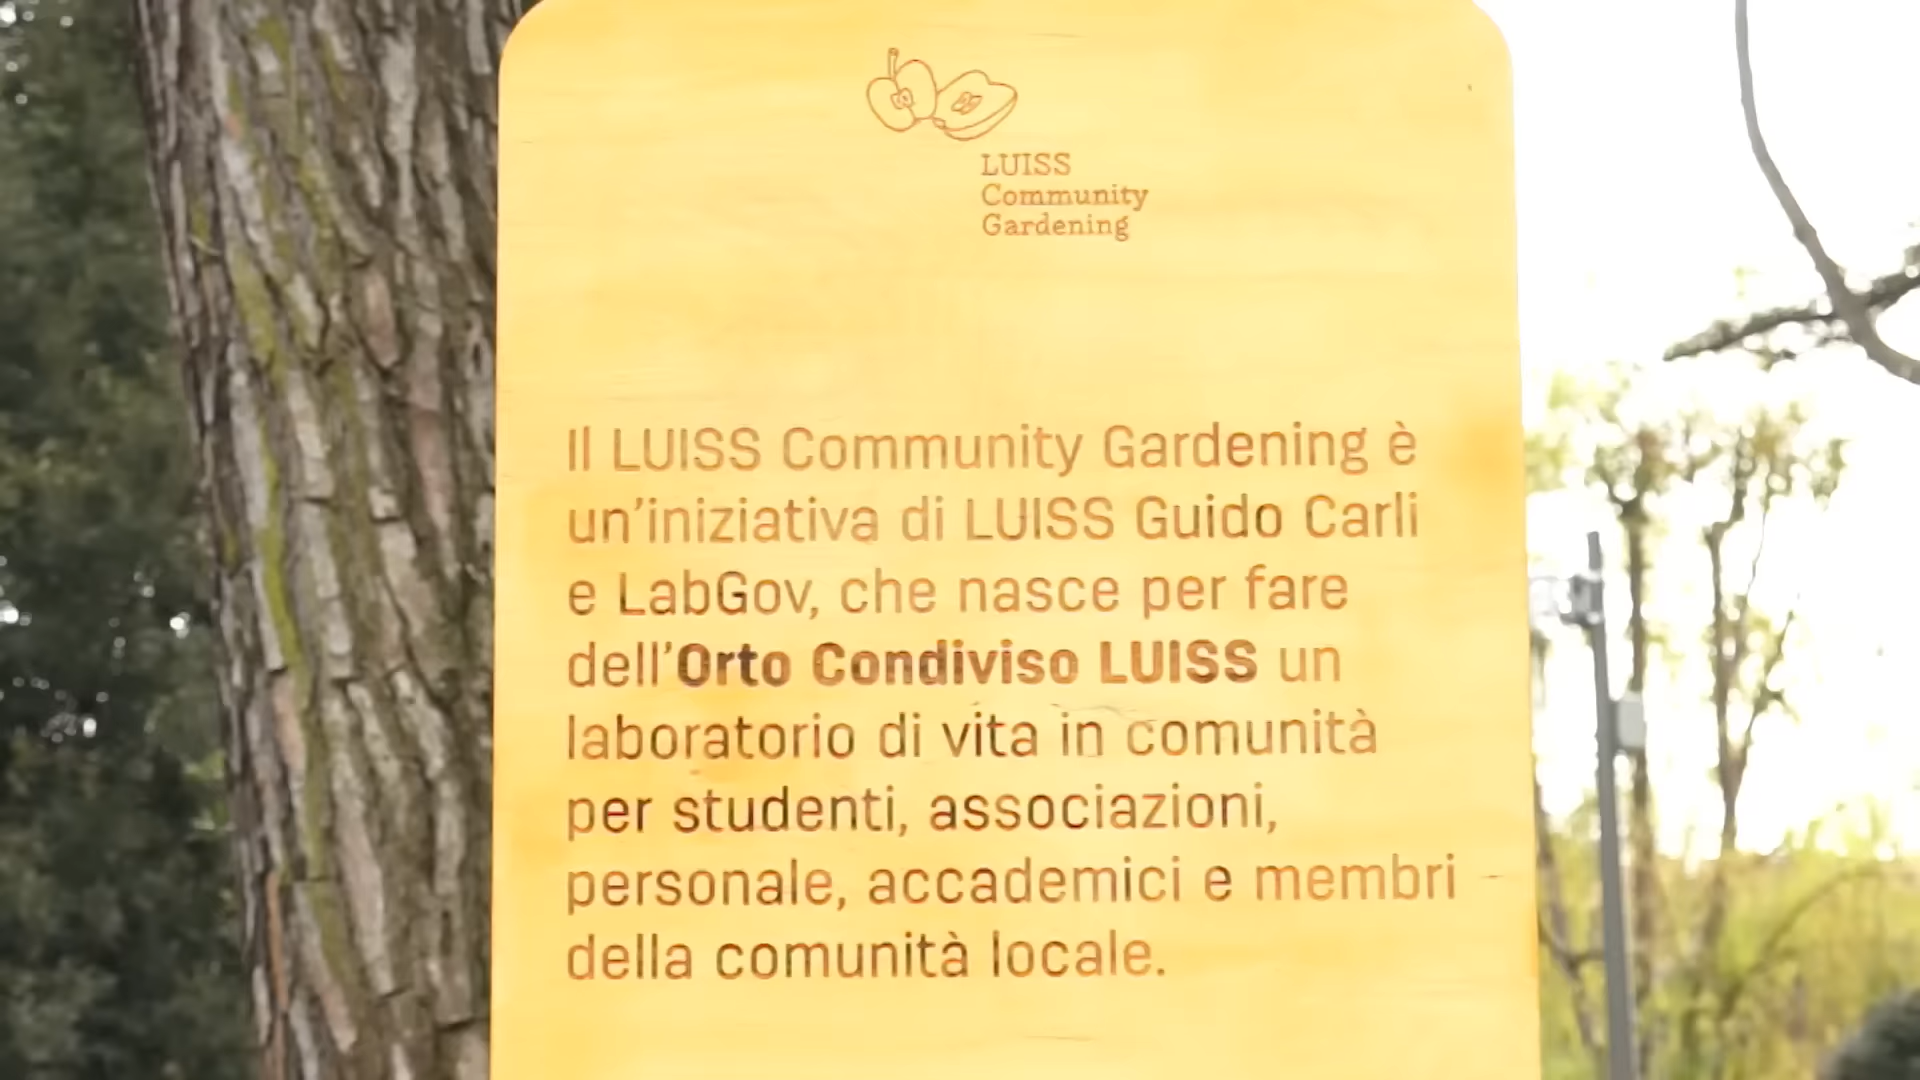 LUISS
Community
Gardening
Il LUISS Community Gardening è
un’iniziativa di LUISS Guido Carli
e LabGov, che nasce per fare
dell’Orto Condiviso LUISS un
laboratorio di vita in comunità
per studenti, associazioni,
personale, accademici e membri
della comunità locale.